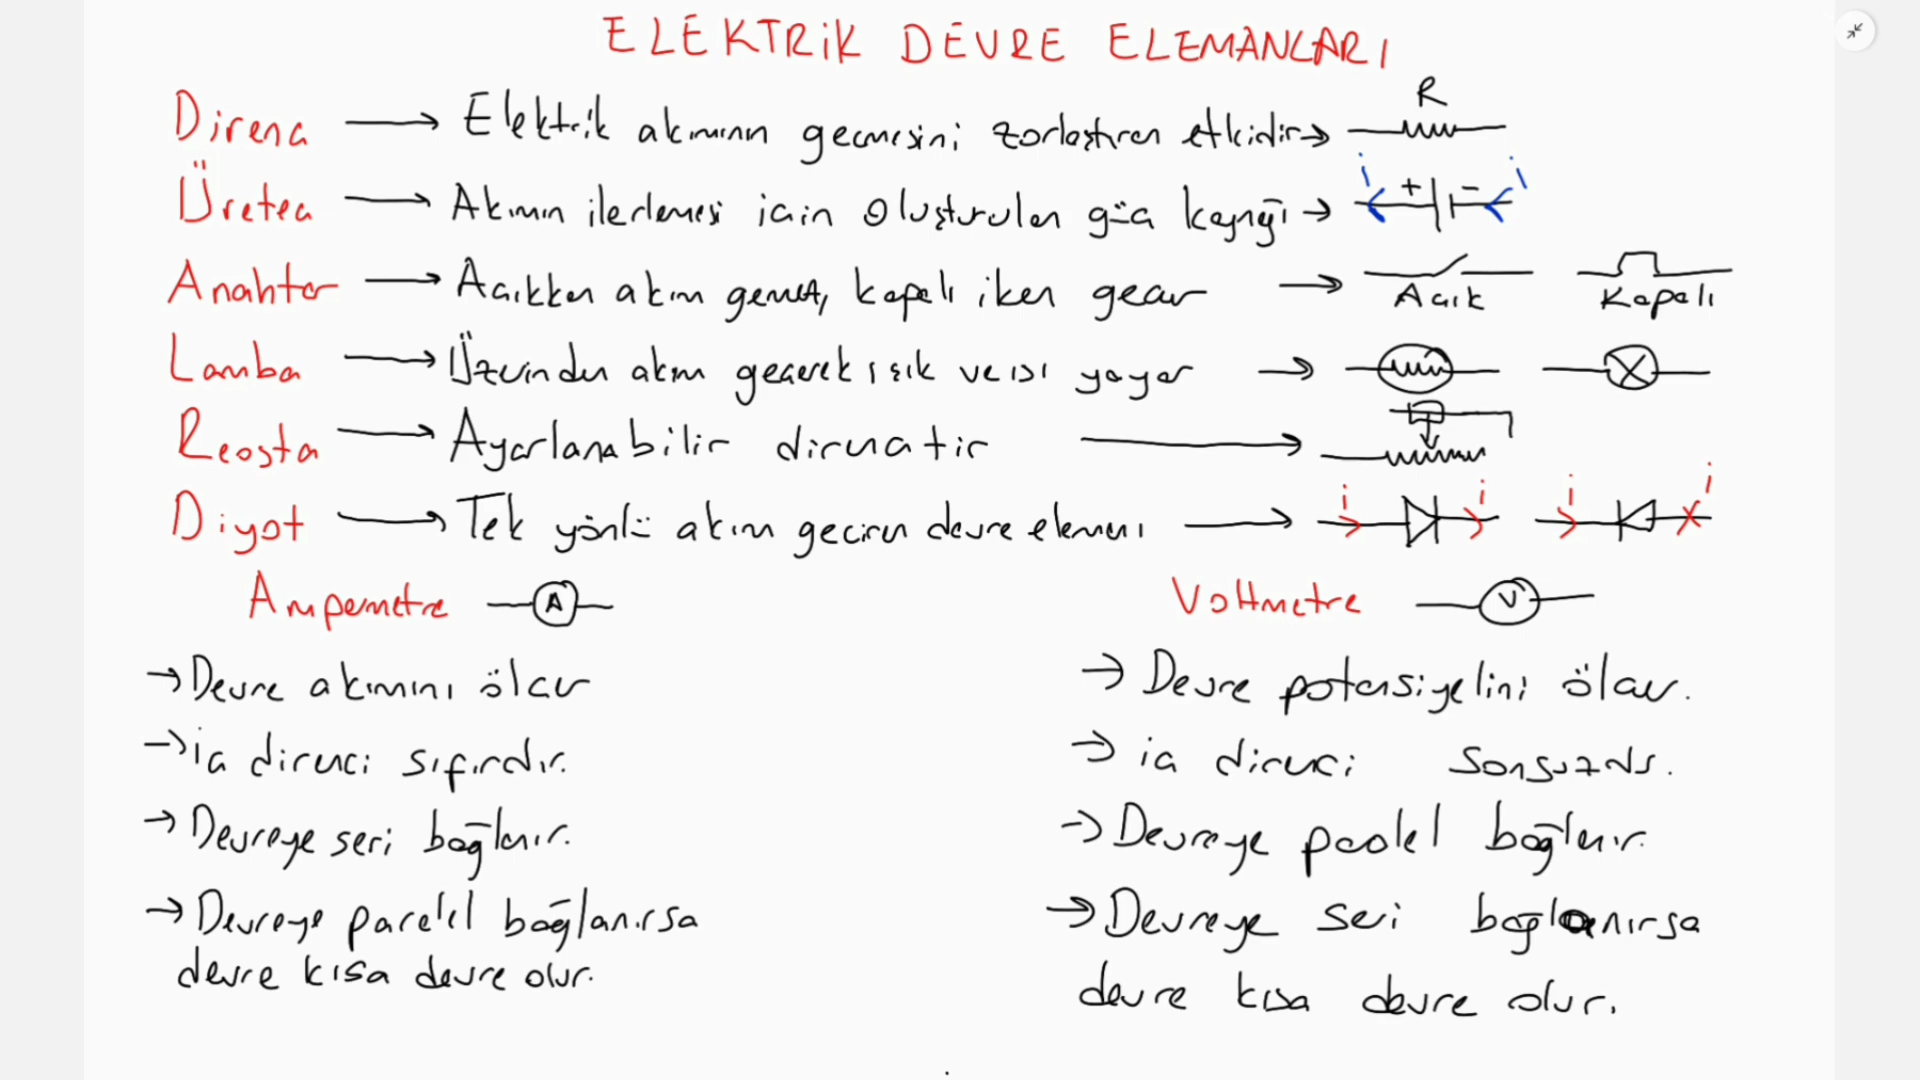 ELEKTRİK DEVRE ELEMANLARI
Direnç → Elektrik akımının geçmesini zorlaştıran etkidir → R
Üreteç → Akımın ilerlemesi için oluşturulan güç kaynağı → i + - i
Anahtar → Açıkken akım geçmez, kapalı iken geçer → Açık Kapalı
Lamba → Üzerinden akım geçerek ışık ve ısı yayar →
Reosta → Ayarlanabilir dirençtir →
Diyot → Tek yönlü akım geçiren devre elemanı → i i i i
Ampermetre A Voltmetre V
→ Devre akımını ölçer
→ iç direnci sıfırdır.
→ Devreye seri bağlanır.
→ Devreye paralel bağlanırsa
devre kısa devre olur.
→ Devre potansiyelini ölçer.
→ iç direnci sonsuzdur.
→ Devreye paralel bağlanır.
→ Devreye seri bağlanırsa
devre kısa devre olur.